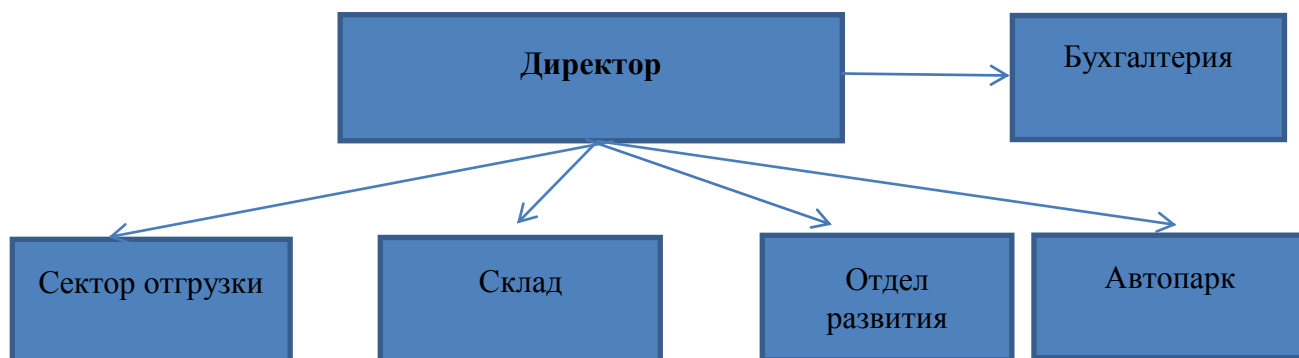 Директор
Бухгалтерия
Сектор отгрузки
Склад
Отдел
развития
Автопарк